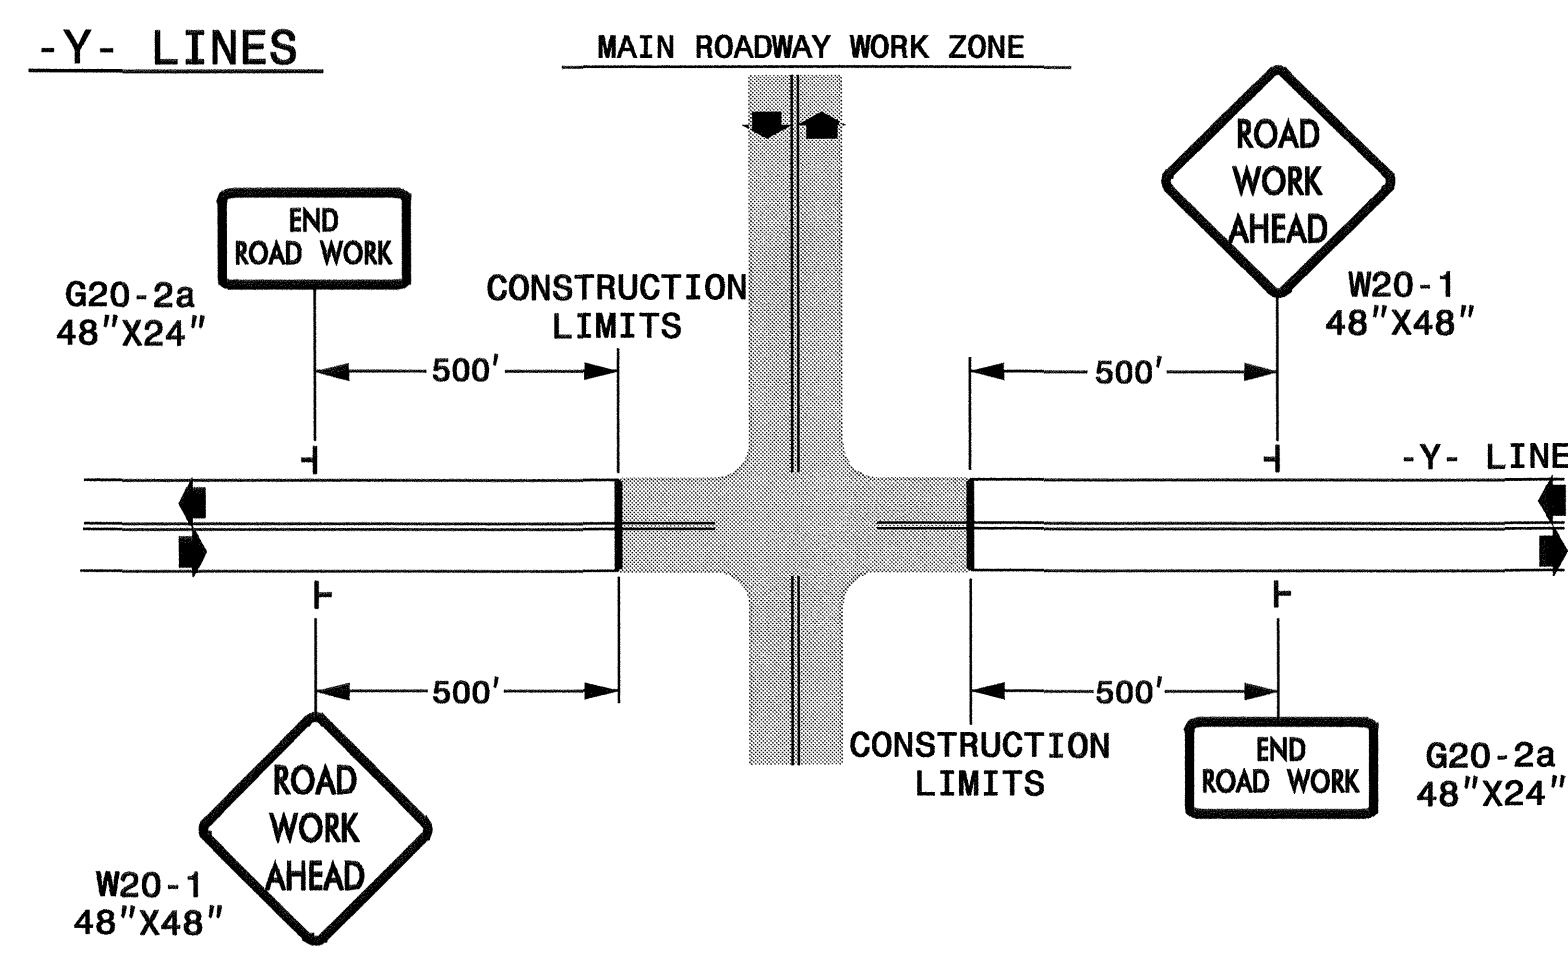 -Y- LINES
MAIN ROADWAY WORK ZONE
ROAD
WORK
AHEAD
W20-1
48"X48"
END
ROAD WORK
G20-2a
48"X24"
CONSTRUCTION
LIMITS
500'
500'
-Y- LINE
500'
500'
CONSTRUCTION
LIMITS
ROAD
WORK
AHEAD
W20-1
48"X48"
END
ROAD WORK
G20-2a
48"X24"